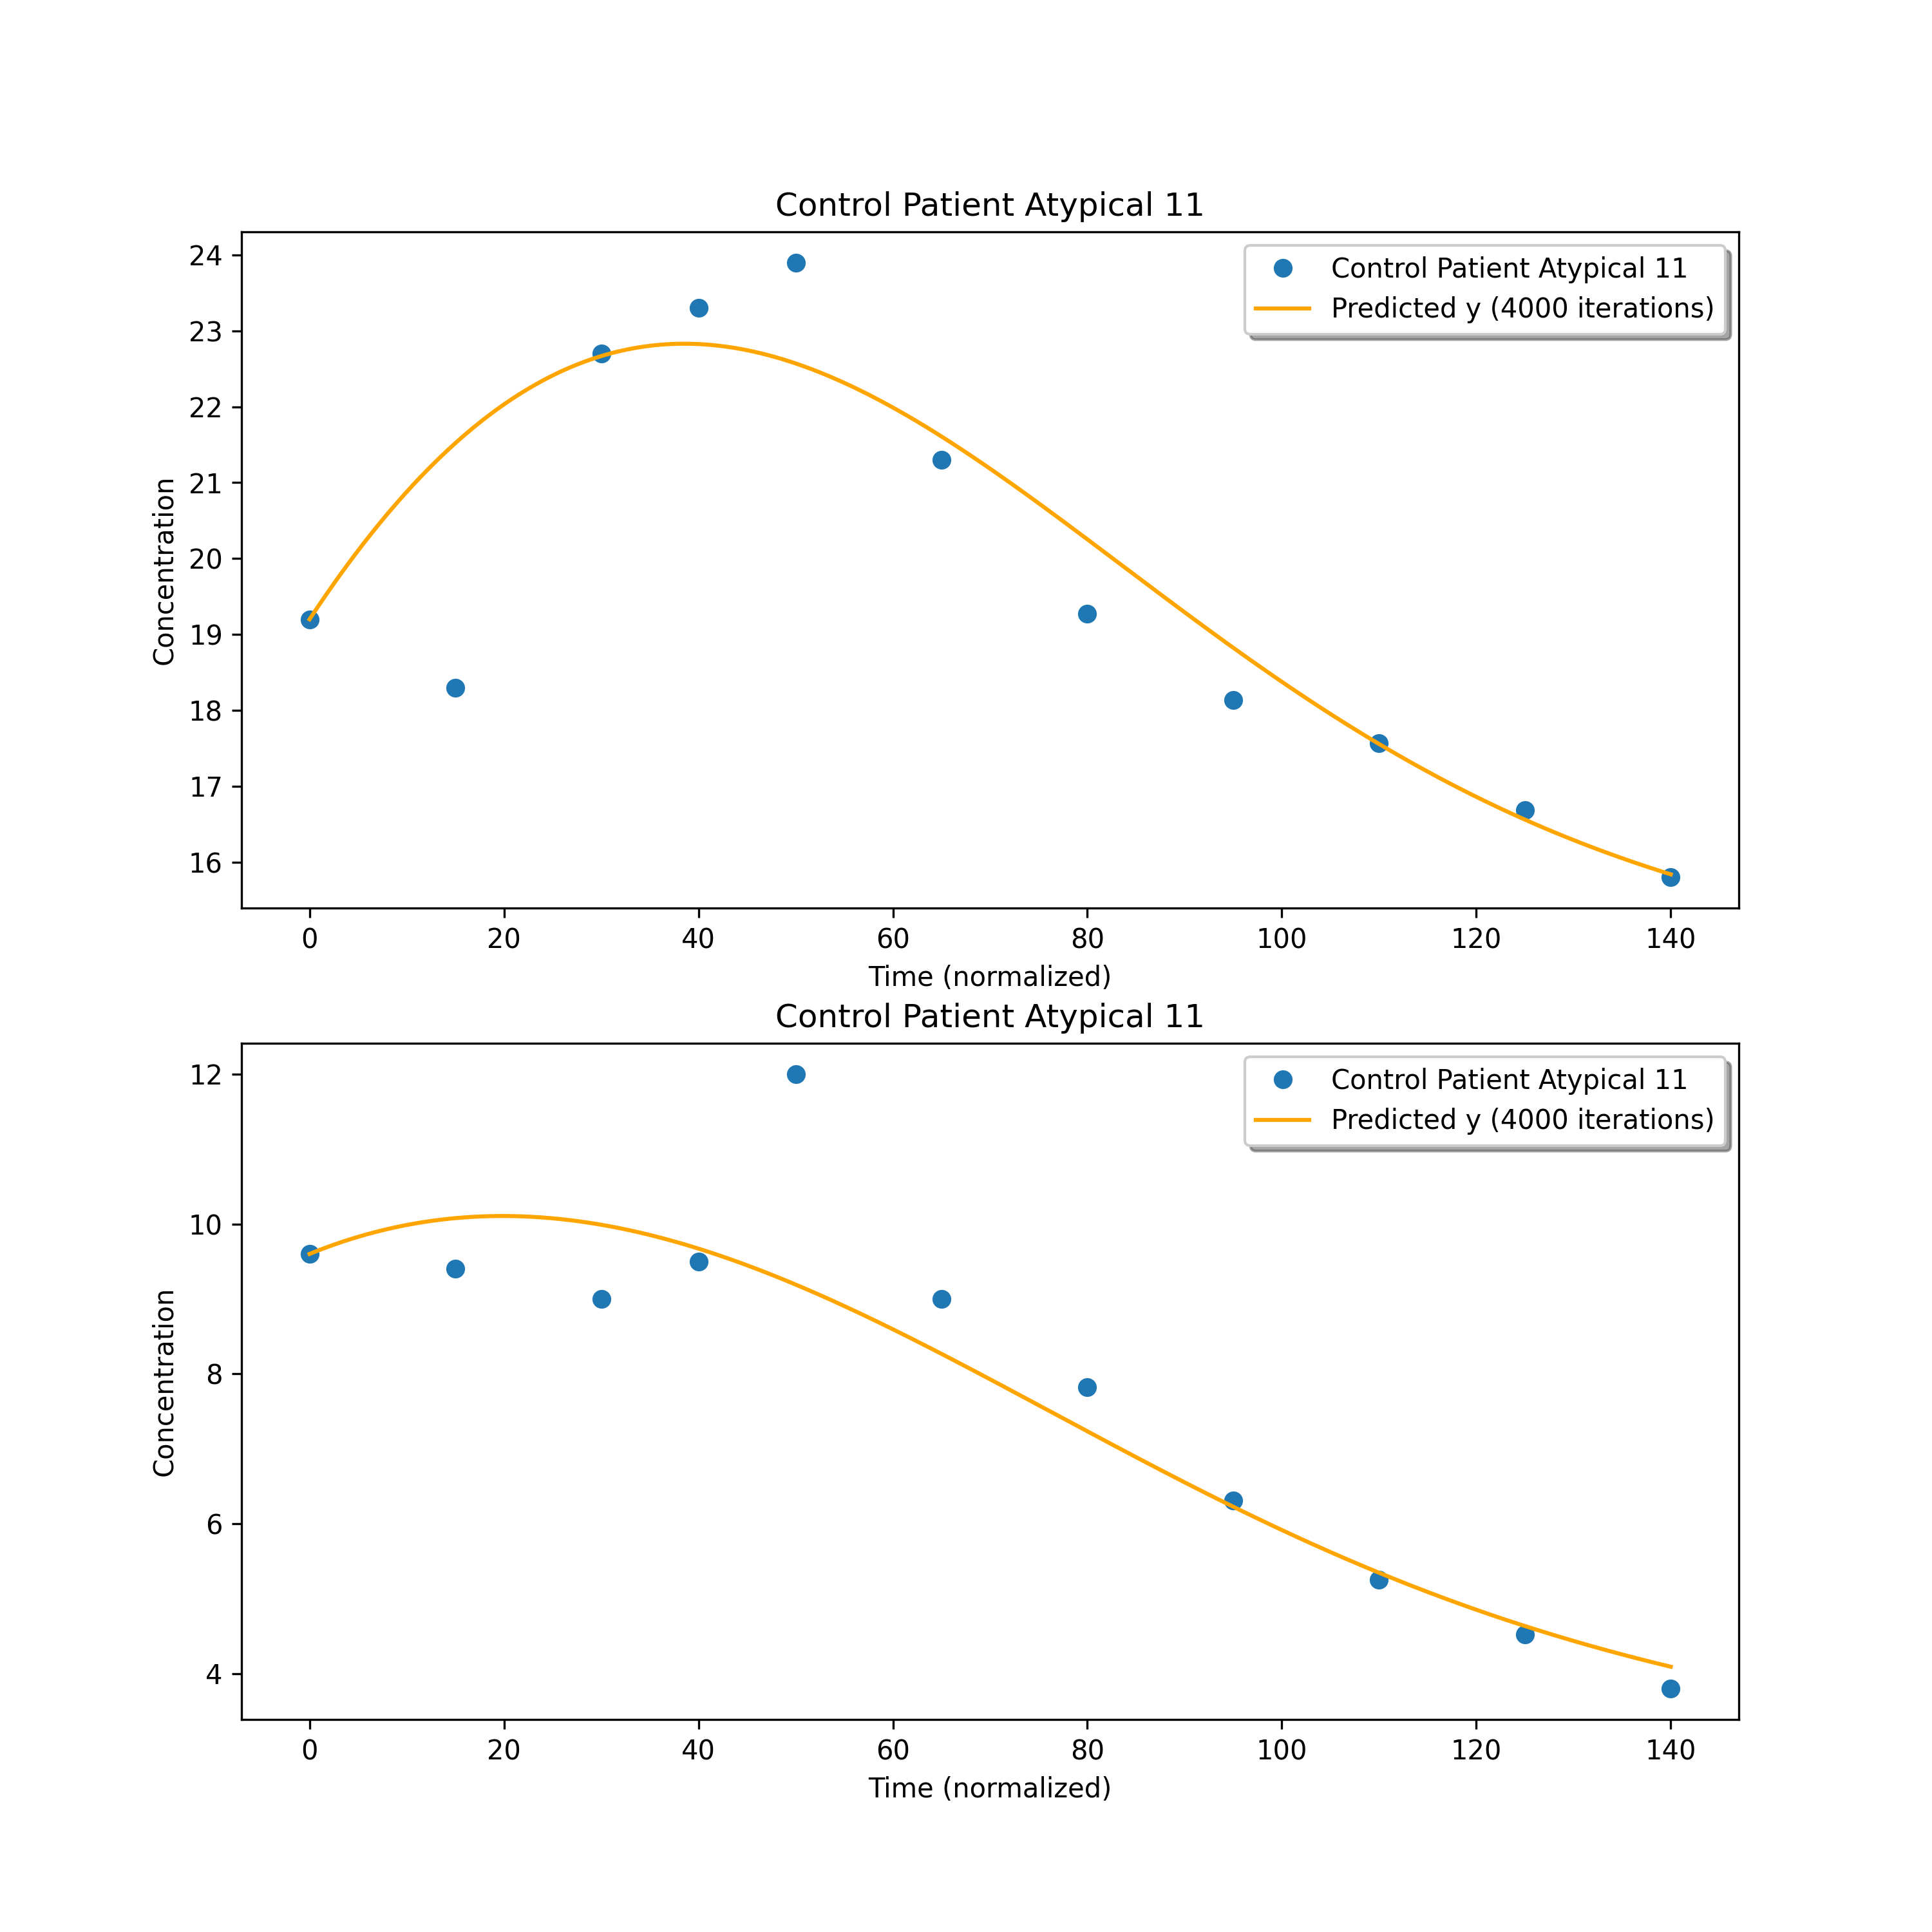 Control Patient Atypical 11
24
23
22
21
20
19
18
17
16
Concentration
Control Patient Atypical 11
Predicted y (4000 iterations)
0 20 40 60 80 100 120 140
Time (normalized)
Control Patient Atypical 11
12
10
8
6
4
Concentration
Control Patient Atypical 11
Predicted y (4000 iterations)
0 20 40 60 80 100 120 140
Time (normalized)